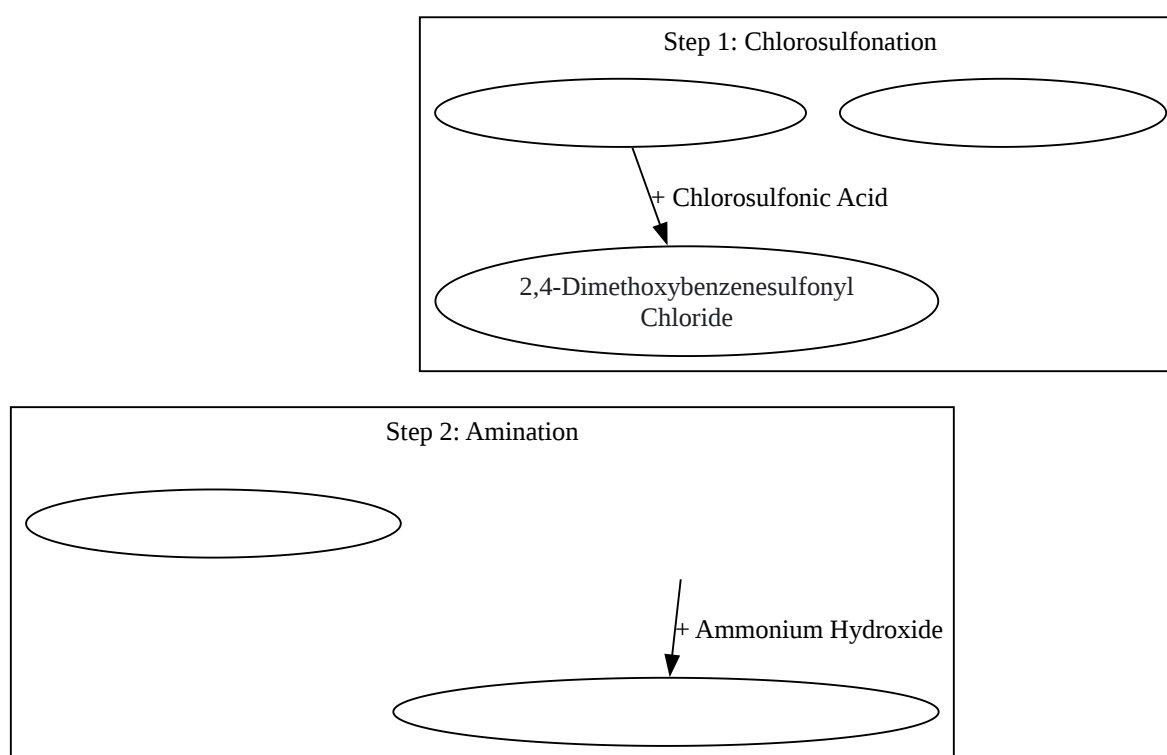 Step 1: Chlorosulfonation
+ Chlorosulfonic Acid
2,4-Dimethoxybenzenesulfonyl
Chloride
Step 2: Amination
+ Ammonium Hydroxide